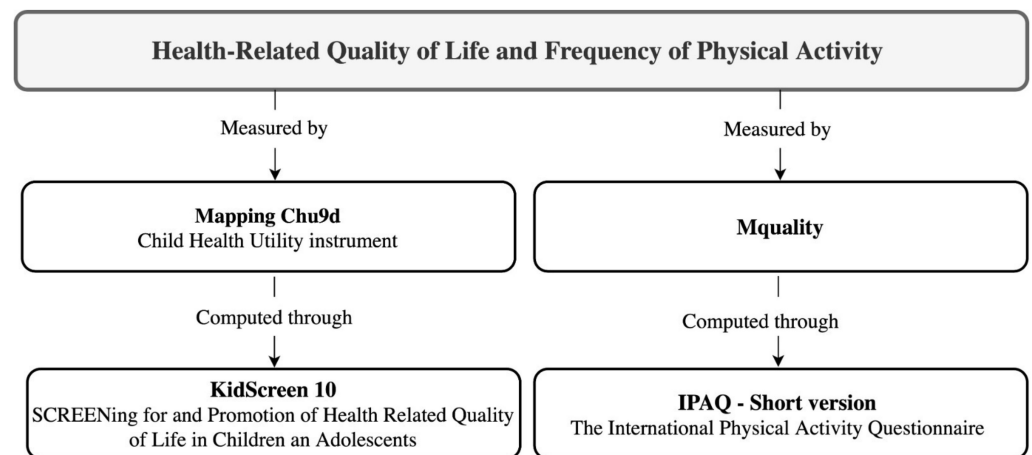 Health-Related Quality of Life and Frequency of Physical Activity
Measured by
Measured by
Mapping Chu9d
Child Health Utility instrument
Mquality
Computed through
Computed through
KidScreen 10
SCREENing for and Promotion of Health Related Quality
of Life in Children an Adolescents
IPAQ - Short version
The International Physical Activity Questionnaire